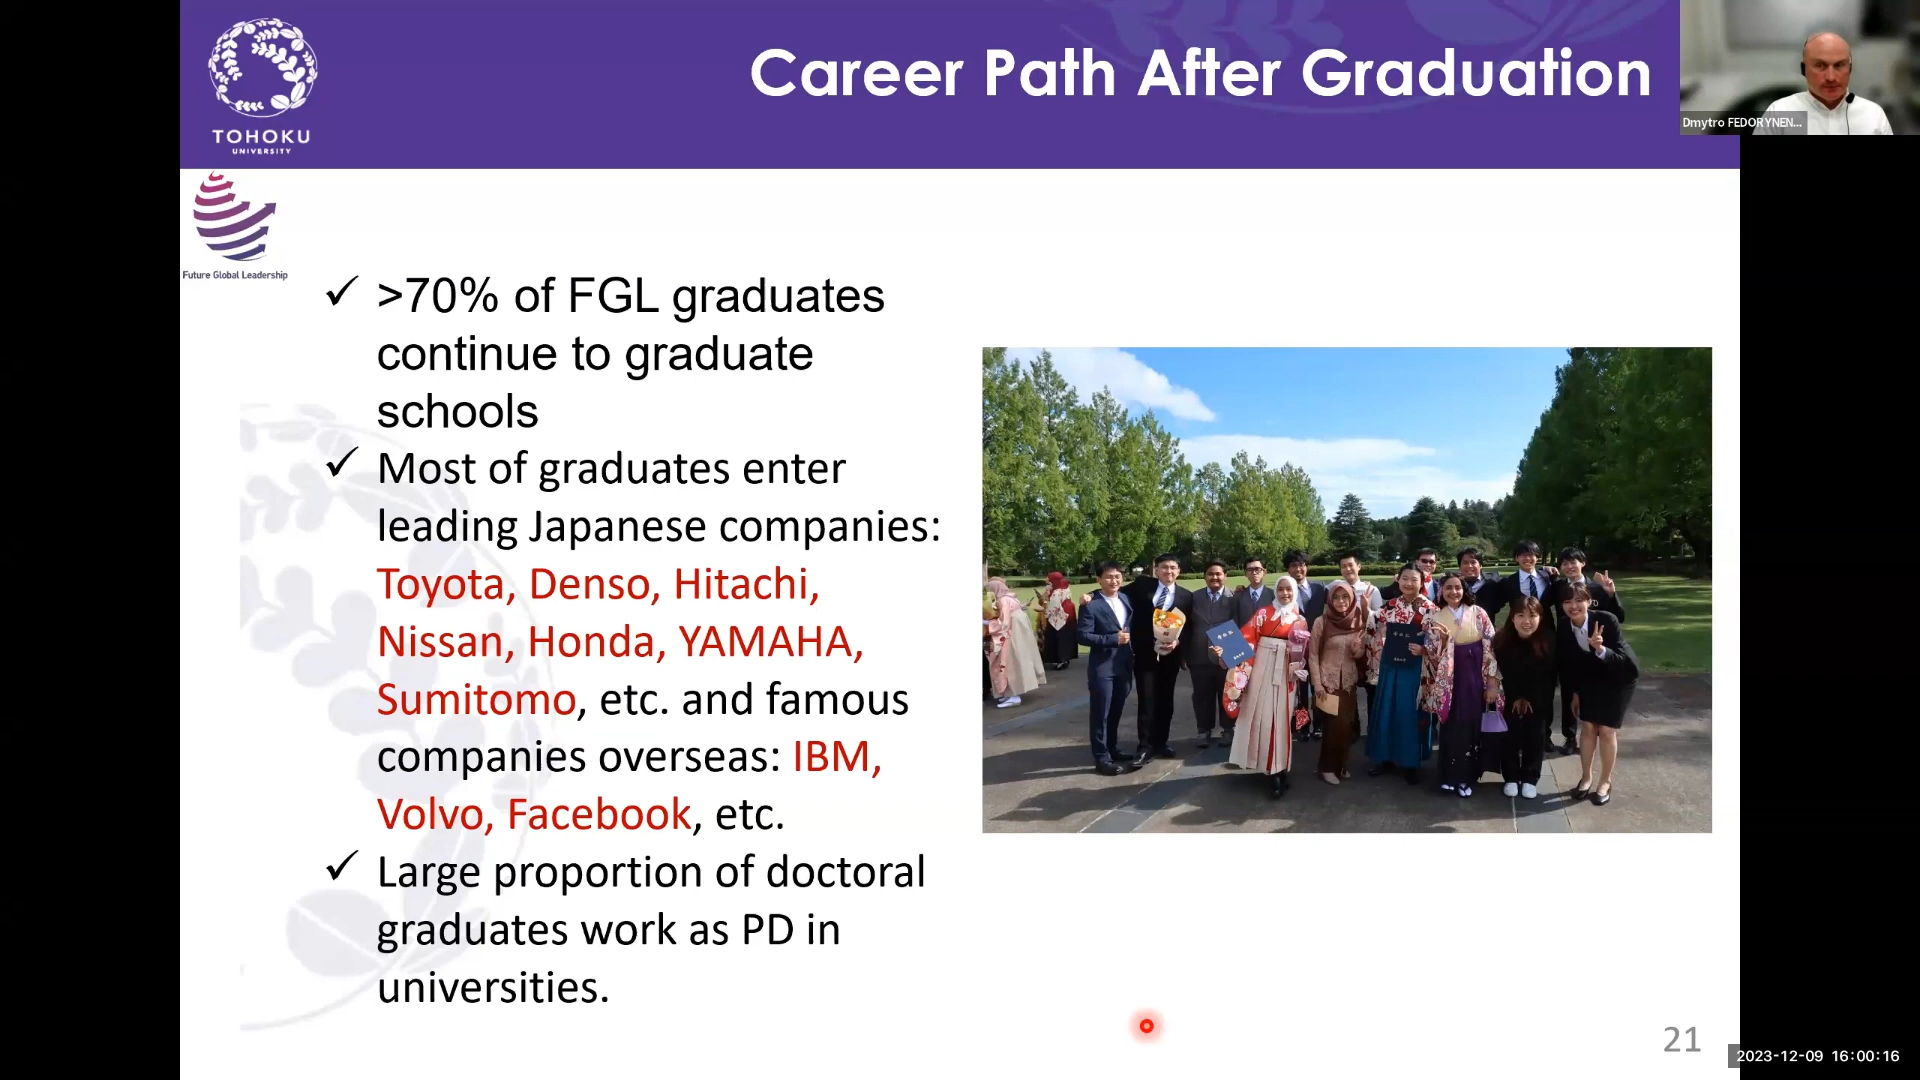 TOHOKU
UNIVERSITY
Career Path After Graduation
Dmytro FEDORYNEN...
Future Global Leadership
✓ >70% of FGL graduates
continue to graduate
schools
✓ Most of graduates enter
leading Japanese companies:
Toyota, Denso, Hitachi,
Nissan, Honda, YAMAHA,
Sumitomo, etc. and famous
companies overseas: IBM,
Volvo, Facebook, etc.
✓ Large proportion of doctoral
graduates work as PD in
universities.
21
2023-12-09 16:00:16